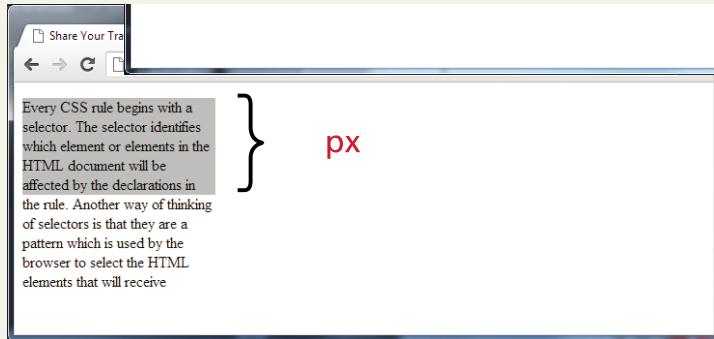 Share Your Tra
Every CSS rule begins with a
selector. The selector identifies
which element or elements in the
HTML document will be
affected by the declarations in
the rule. Another way of thinking
of selectors is that they are a
pattern which is used by the
browser to select the HTML
elements that will receive
px